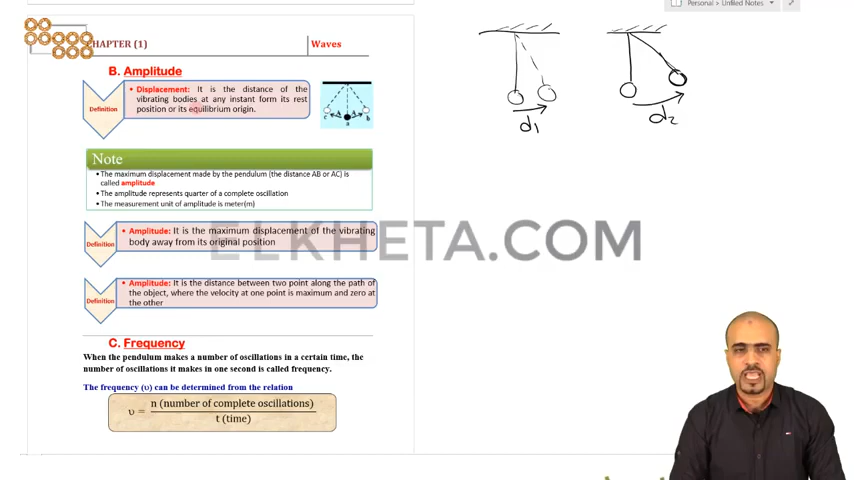 Personal > Unfiled Notes
CHAPTER (1)
Waves
B. Amplitude
Definition
• Displacement: It is the distance of the
vibrating bodies at any instant form its rest
position or its equilibrium origin.
A
A
c
a
b
Note
• The maximum displacement made by the pendulum (the distance AB or AC) is
called amplitude
• The amplitude represents quarter of a complete oscillation
• The measurement unit of amplitude is meter(m)
Definition
• Amplitude: It is the maximum displacement of the vibrating
body away from its original position
Definition
• Amplitude: It is the distance between two point along the path of
the object, where the velocity at one point is maximum and zero at
the other
C. Frequency
When the pendulum makes a number of oscillations in a certain time, the
number of oscillations it makes in one second is called frequency.
The frequency (υ) can be determined from the relation
υ = n (number of complete oscillations)
t (time)
d1
d2
ELKHETA.COM